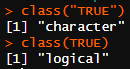 > class("TRUE")
[1] "character"
> class(TRUE)
[1] "logical"